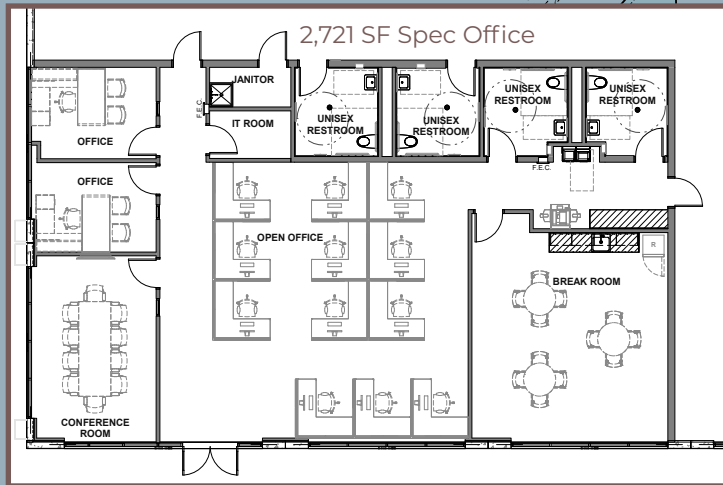 2,721 SF Spec Office
JANITOR
F.E.C.
IT ROOM
UNISEX
RESTROOM
UNISEX
RESTROOM
UNISEX
RESTROOM
UNISEX
RESTROOM
OFFICE
OFFICE
F.E.C.
OPEN OFFICE
R
BREAK ROOM
CONFERENCE
ROOM